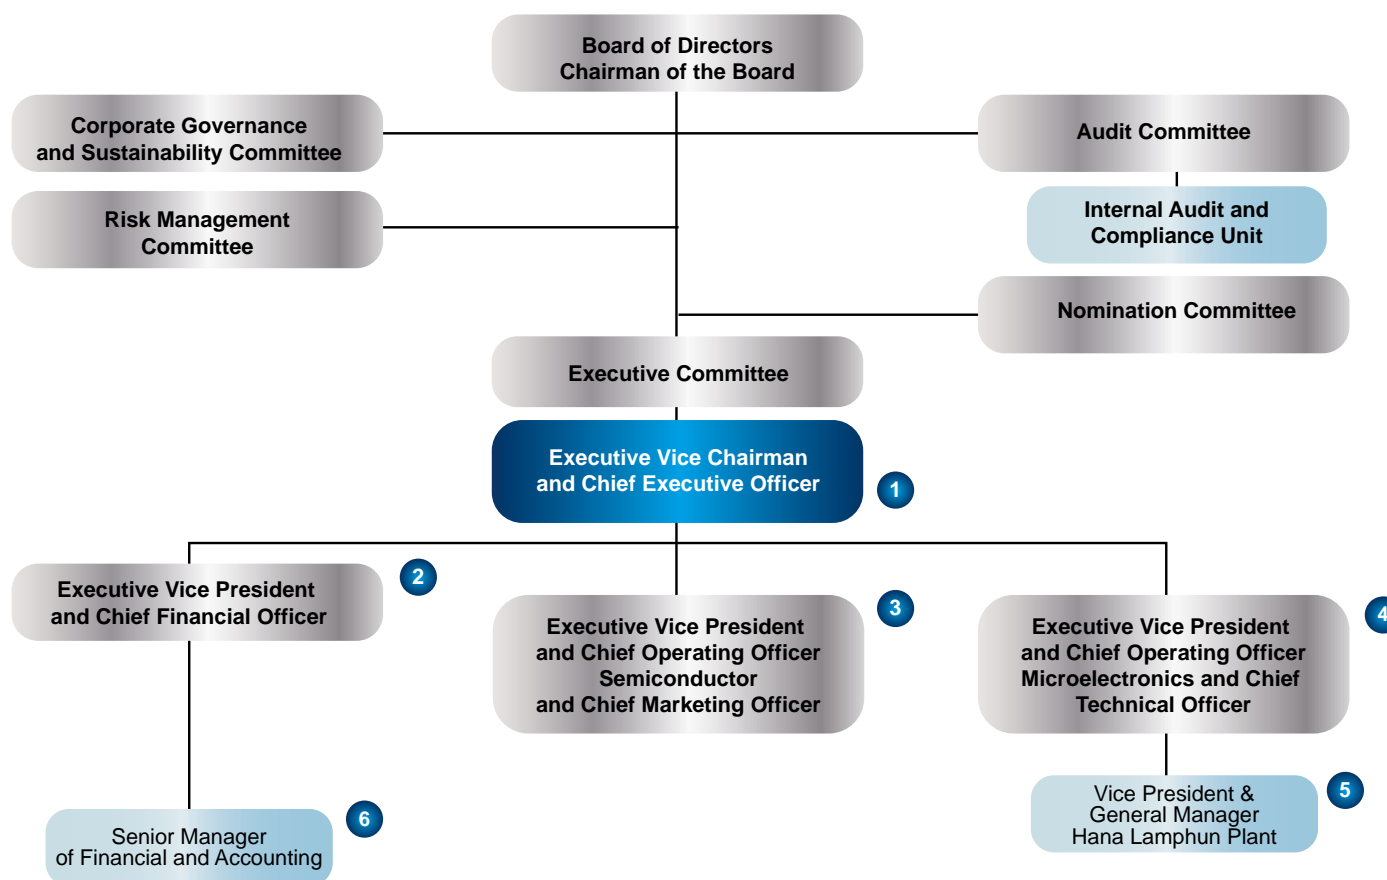 Board of Directors
Chairman of the Board
Corporate Governance
and Sustainability Committee
Audit Committee
Risk Management
Committee
Internal Audit and
Compliance Unit
Nomination Committee
Executive Committee
Executive Vice Chairman
and Chief Executive Officer
1
Executive Vice President
and Chief Financial Officer
2
Executive Vice President
and Chief Operating Officer
Semiconductor
and Chief Marketing Officer
3
Executive Vice President
and Chief Operating Officer
Microelectronics and Chief
Technical Officer
4
Vice President &
General Manager
Hana Lamphun Plant
5
Senior Manager
of Financial and Accounting
6